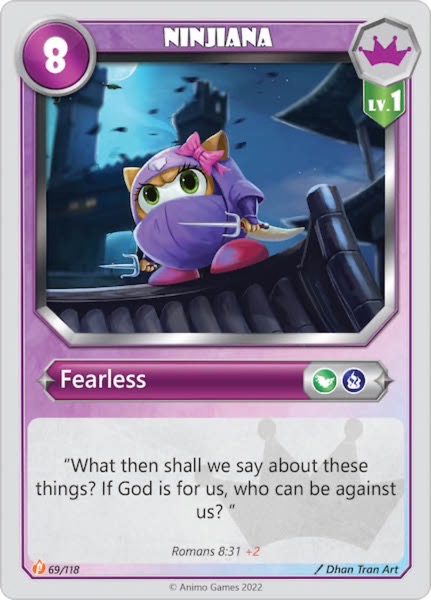 NINJIANA
8
LV.1
Fearless
“What then shall we say about these
things? If God is for us, who can be against
us? ”
Romans 8:31 +2
69/118
/ Dhan Tran Art
© Animo Games 2022